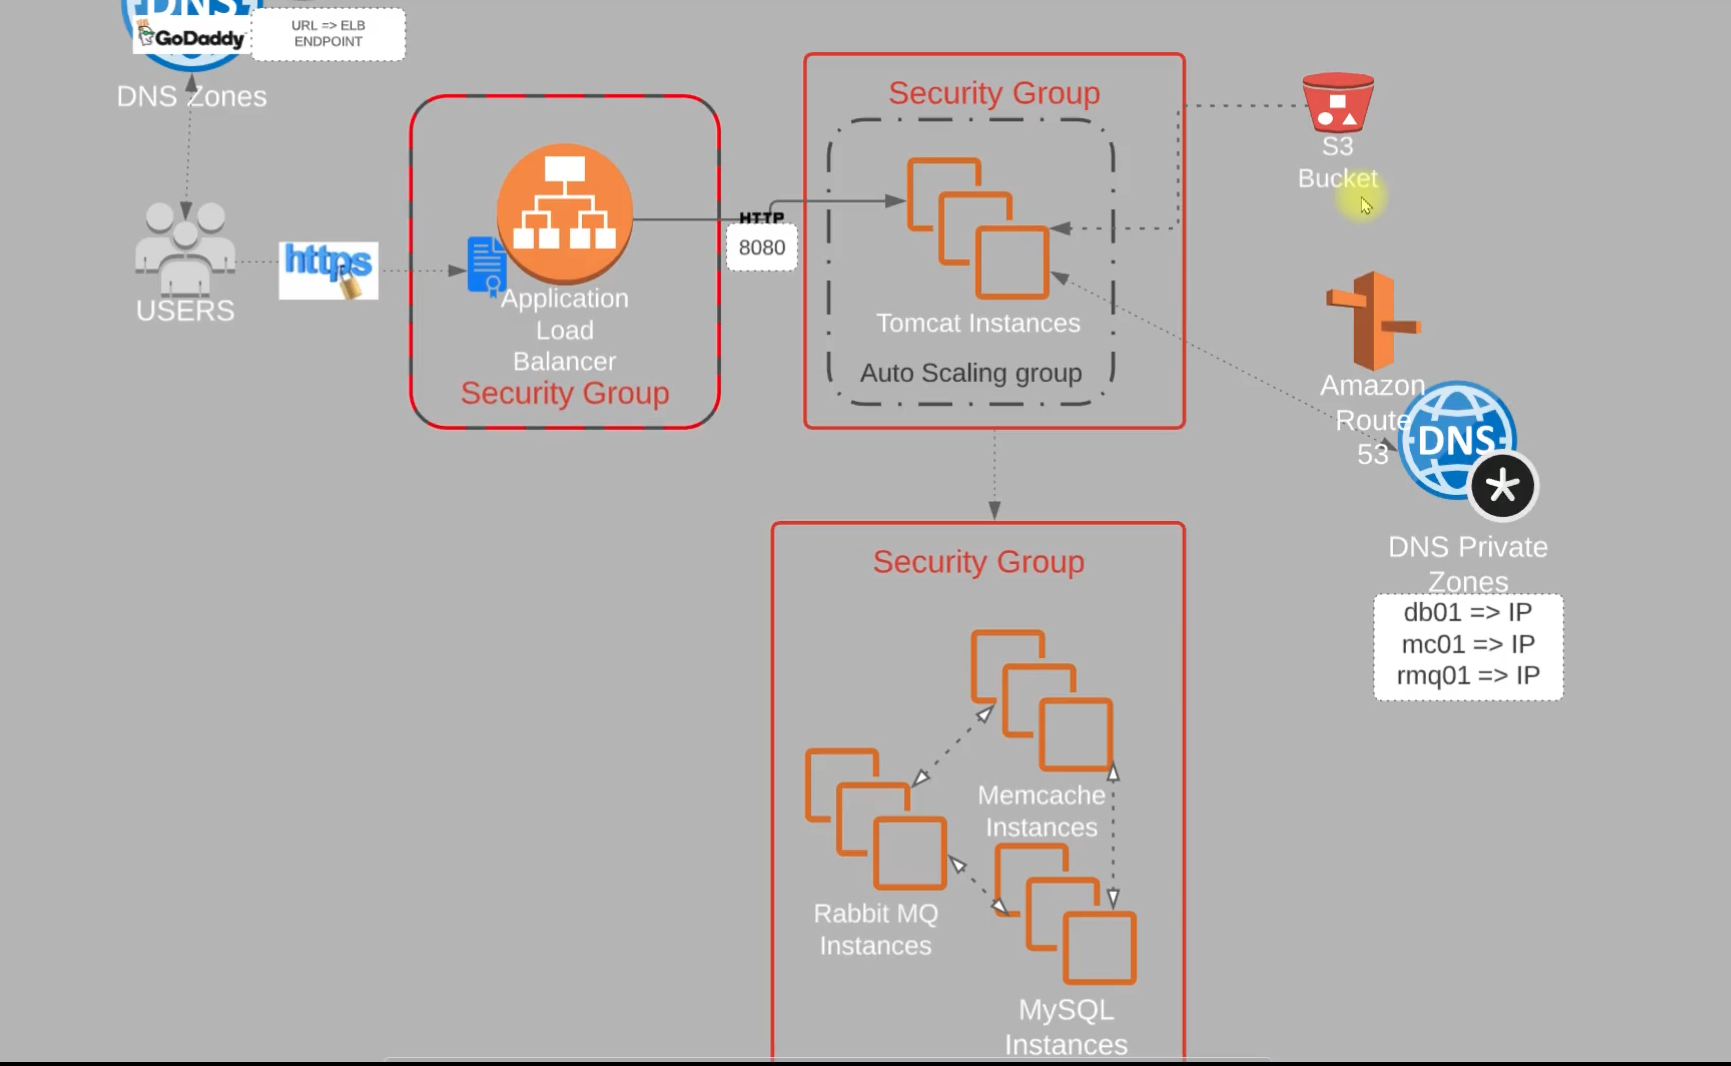 DNS
GoDaddy
URL => ELB
ENDPOINT
DNS Zones
USERS
https
Application
Load
Balancer
Security Group
HTTP
8080
Security Group
Tomcat Instances
Auto Scaling group
S3
Bucket
Amazon
Route
53
DNS
DNS Private
Zones
db01 => IP
mc01 => IP
rmq01 => IP
Security Group
Memcache
Instances
Rabbit MQ
Instances
MySQL
Instances